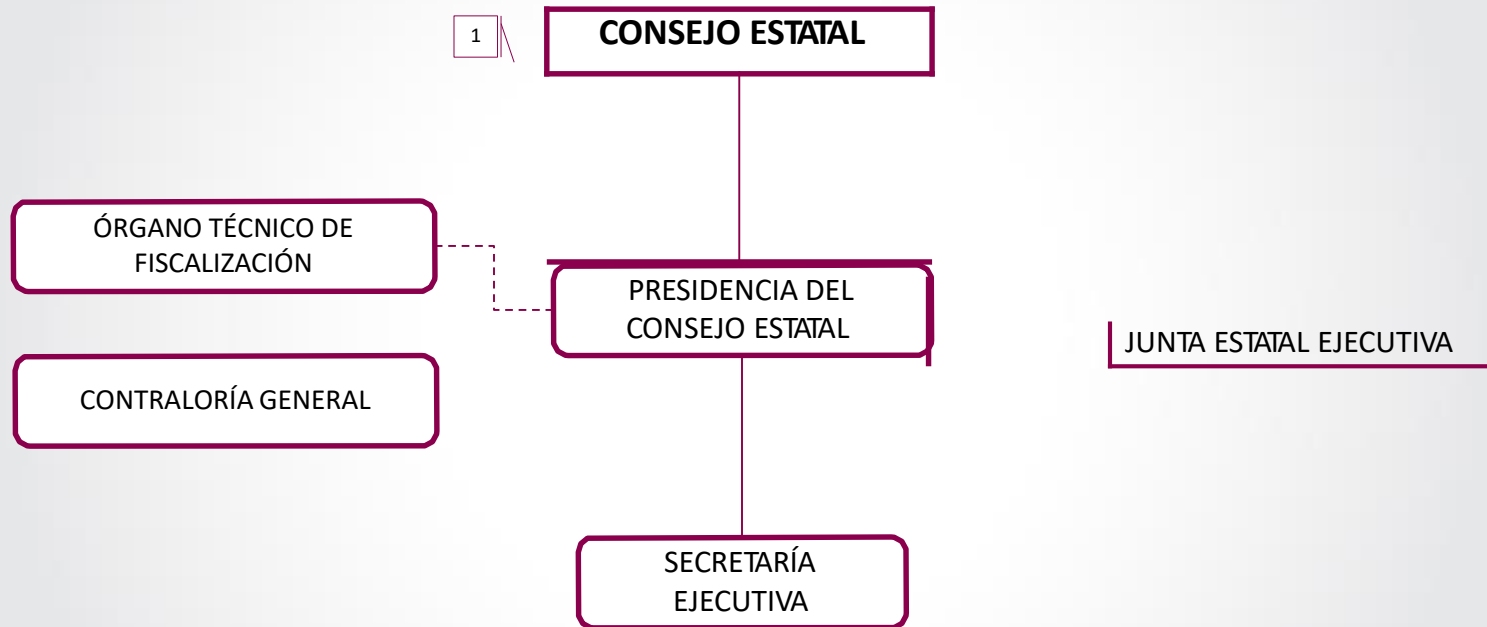 1
CONSEJO ESTATAL
ÓRGANO TÉCNICO DE
FISCALIZACIÓN
PRESIDENCIA DEL
CONSEJO ESTATAL
JUNTA ESTATAL EJECUTIVA
CONTRALORÍA GENERAL
SECRETARÍA
EJECUTIVA